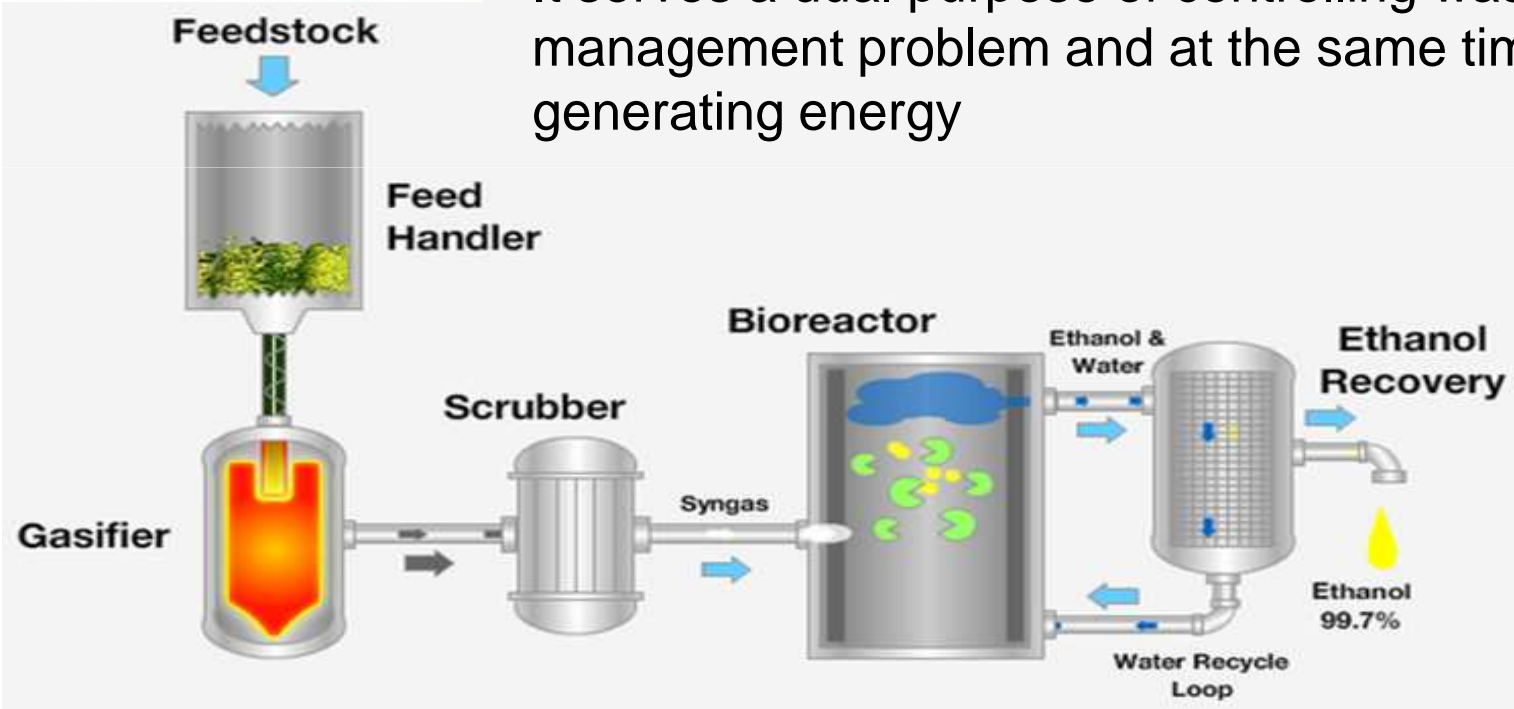 management problem and at the same
generating energy
Feedstock
Feed
Handler
Bioreactor
Ethanol &
Water
Ethanol
Recovery
Scrubber
Syngas
Gasifier
Ethanol
99.7%
Water Recycle
Loop